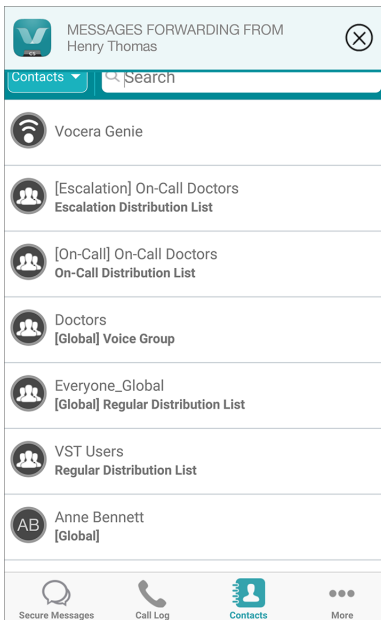 MESSAGES FORWARDING FROM
Henry Thomas
Contacts
Search
Vocera Genie
[Escalation] On-Call Doctors
Escalation Distribution List
[On-Call] On-Call Doctors
On-Call Distribution List
Doctors
[Global] Voice Group
Everyone_Global
[Global] Regular Distribution List
VST Users
Regular Distribution List
AB
Anne Bennett
[Global]
Secure Messages
Call Log
Contacts
More